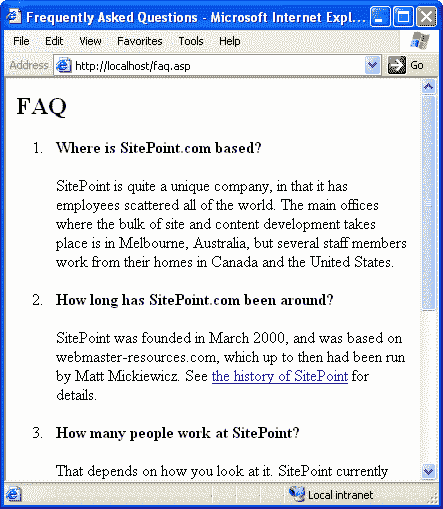 Frequently Asked Questions - Microsoft Internet Expl...
File Edit View Favorites Tools Help
Address http://localhost/faq.asp Go
FAQ
1. Where is SitePoint.com based?
SitePoint is quite a unique company, in that it has
employees scattered all of the world. The main offices
where the bulk of site and content development takes
place is in Melbourne, Australia, but several staff members
work from their homes in Canada and the United States.
2. How long has SitePoint.com been around?
SitePoint was founded in March 2000, and was based on
webmaster-resources.com, which up to then had been run
by Matt Mickiewicz. See the history of SitePoint for
details.
3. How many people work at SitePoint?
That depends on how you look at it. SitePoint currently
Local intranet